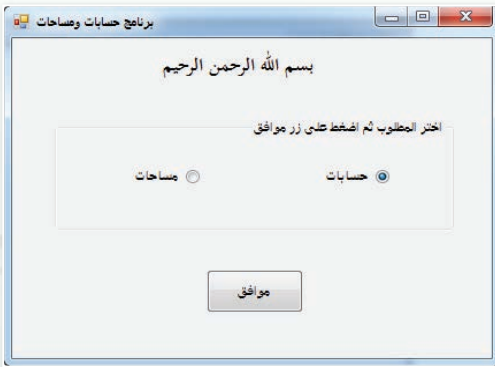 برنامج حسابات ومساحات
بسم الله الرحمن الرحيم
اختر المطلوب ثم اضغط على زر موافق
حسابات
مساحات
موافق